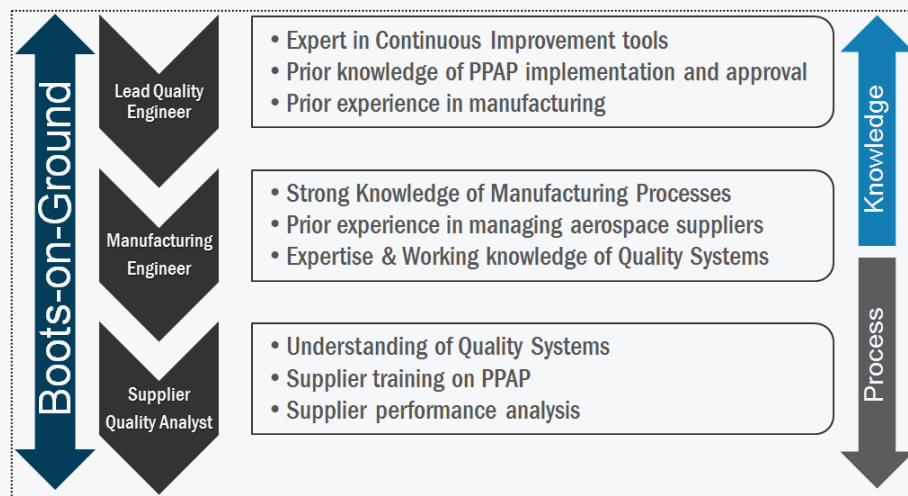 Boots-on-Ground
Lead Quality
Engineer
• Expert in Continuous Improvement tools
• Prior knowledge of PPAP implementation and approval
• Prior experience in manufacturing
Manufacturing
Engineer
• Strong Knowledge of Manufacturing Processes
• Prior experience in managing aerospace suppliers
• Expertise & Working knowledge of Quality Systems
Supplier
Quality Analyst
• Understanding of Quality Systems
• Supplier training on PPAP
• Supplier performance analysis
Knowledge
Process